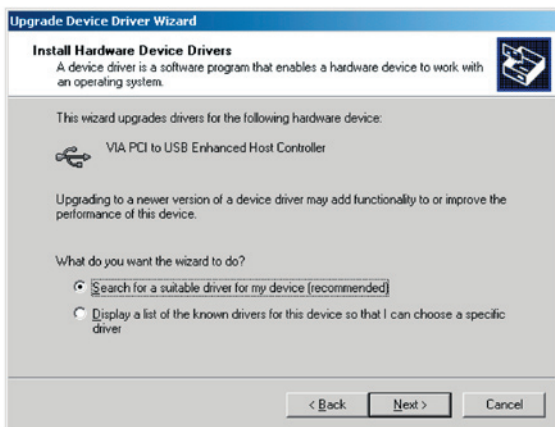 Upgrade Device Driver Wizard
Install Hardware Device Drivers
A device driver is a software program that enables a hardware device to work with
an operating system.
This wizard upgrades drivers for the following hardware device:
VIA PCI to USB Enhanced Host Controller
Upgrading to a newer version of a device driver may add functionality to or improve the
performance of this device.
What do you want the wizard to do?
Search for a suitable driver for my device (recommended)
Display a list of the known drivers for this device so that I can choose a specific
driver
< Back Next > Cancel